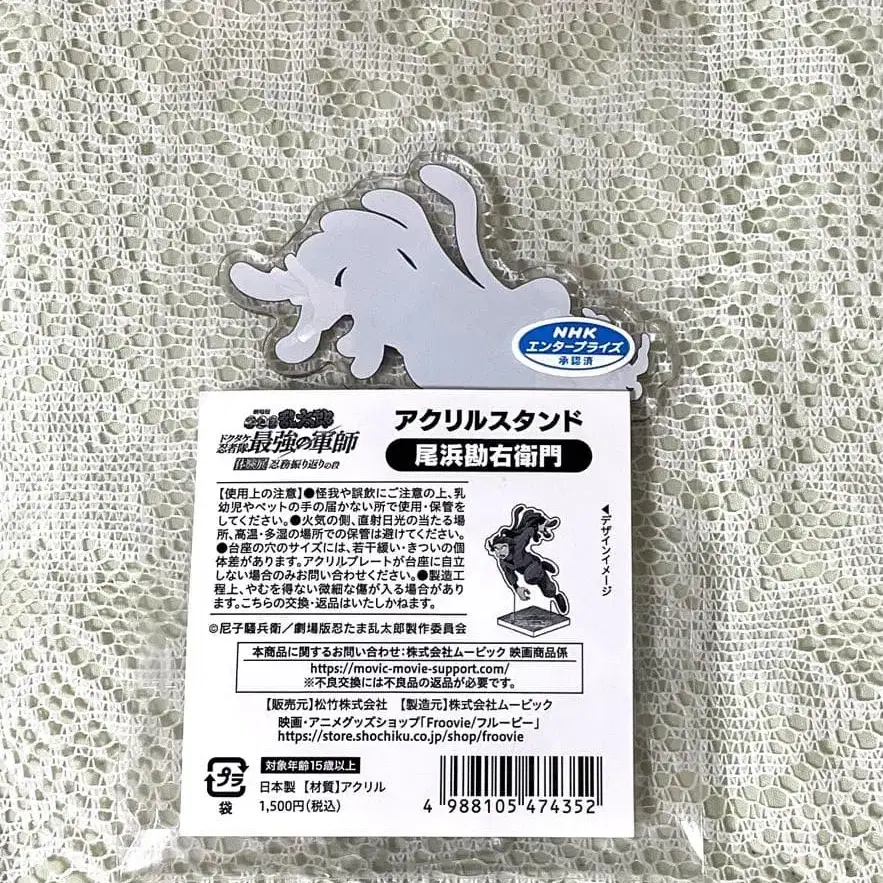 NHK
エンタープライズ
承認済
劇場版
忍たま乱太郎
ドクタケ
忍者隊
最強の軍師
体験展 忍務振り返りの段
アクリルスタンド
尾浜勘右衛門
【使用上の注意】●怪我や誤飲にご注意の上、乳
幼児やペットの手の届かない所で使用・保管を
してください。●火気の側、直射日光の当たる場
所、高温・多湿の場所での保管は避けてください。
●台座の穴のサイズには、若干緩い・きついの個
体差があります。アクリルプレートが台座に自立
しない場合のみお問い合わせください。●製造工
程上、やむを得ない微細な傷が入る場合があり
ます。こちらの交換・返品はいたしかねます。
◀デザインイメージ
©尼子騒兵衛／劇場版忍たま乱太郎製作委員会
本商品に関するお問い合わせ：株式会社ムービック 映画商品係
https://movic-movie-support.com/
※不良交換には不良品の返品が必要です。
【販売元】松竹株式会社 【製造元】株式会社ムービック
映画・アニメグッズショップ「Froovie/フルービー」
https://store.shochiku.co.jp/shop/froovie
プラ
袋
対象年齢15歳以上
日本製 【材質】アクリル
1,500円（税込）
4 988105 474352